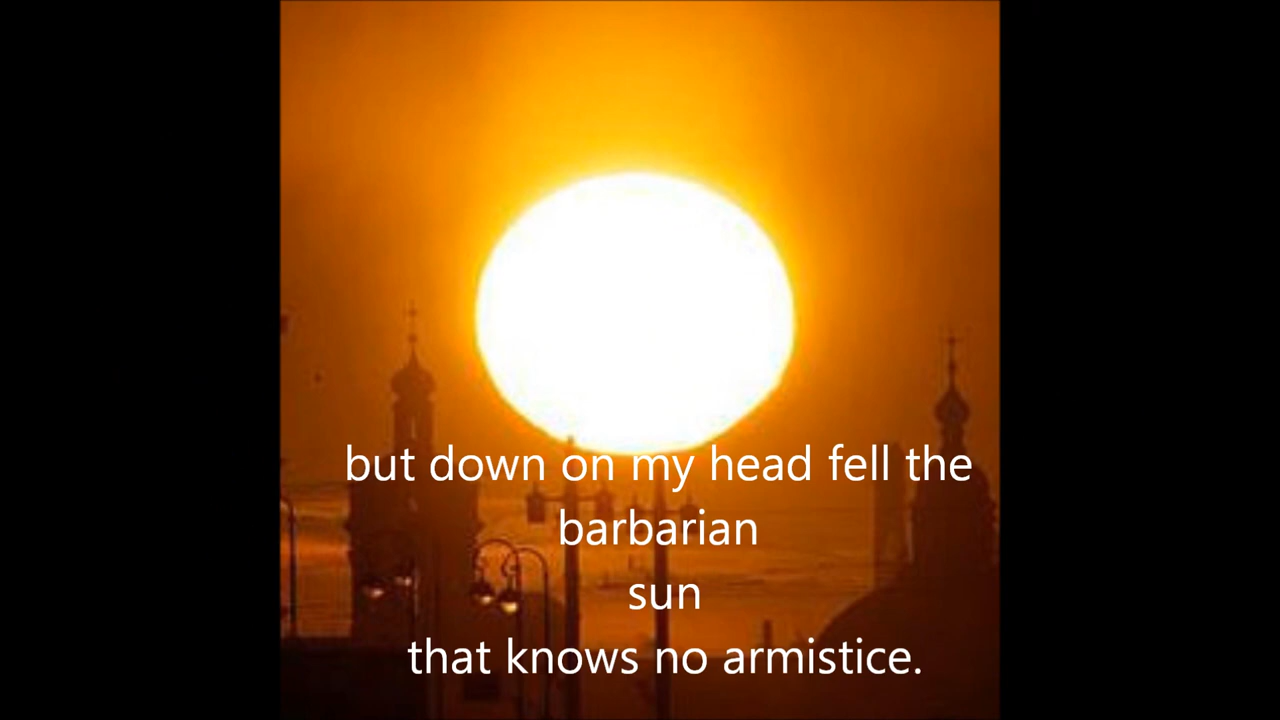 but down on my head fell the
barbarian
sun
that knows no armistice.